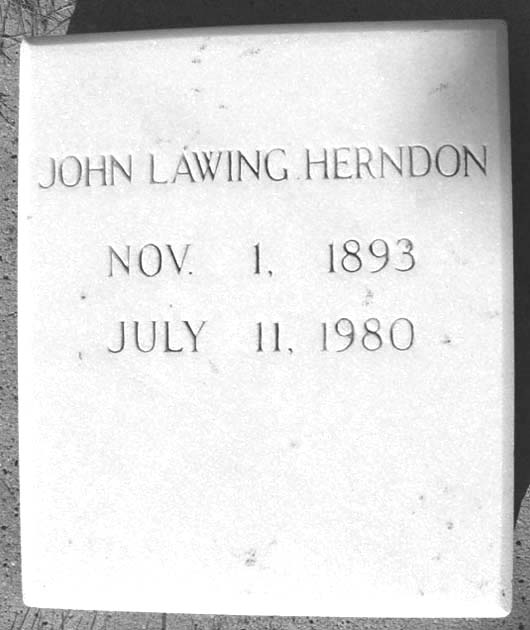 JOHN LAWING HERNDON
NOV. 1, 1893
JULY 11, 1980